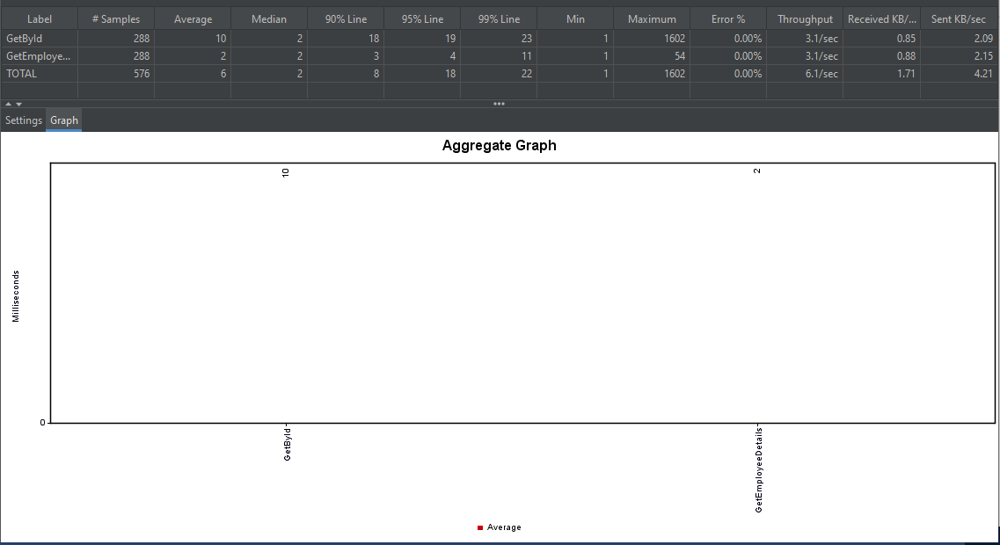 Label # Samples Average Median 90% Line 95% Line 99% Line Min Maximum Error % Throughput Received KB/... Sent KB/sec
GetById 288 10 2 18 19 23 1 1602 0.00% 3.1/sec 0.85 2.09
GetEmploye... 288 2 2 3 4 11 1 54 0.00% 3.1/sec 0.88 2.15
TOTAL 576 6 2 8 18 22 1 1602 0.00% 6.1/sec 1.71 4.21
Settings Graph
Aggregate Graph
10 2
Milliseconds
0
GetById GetEmployeeDetails
Average